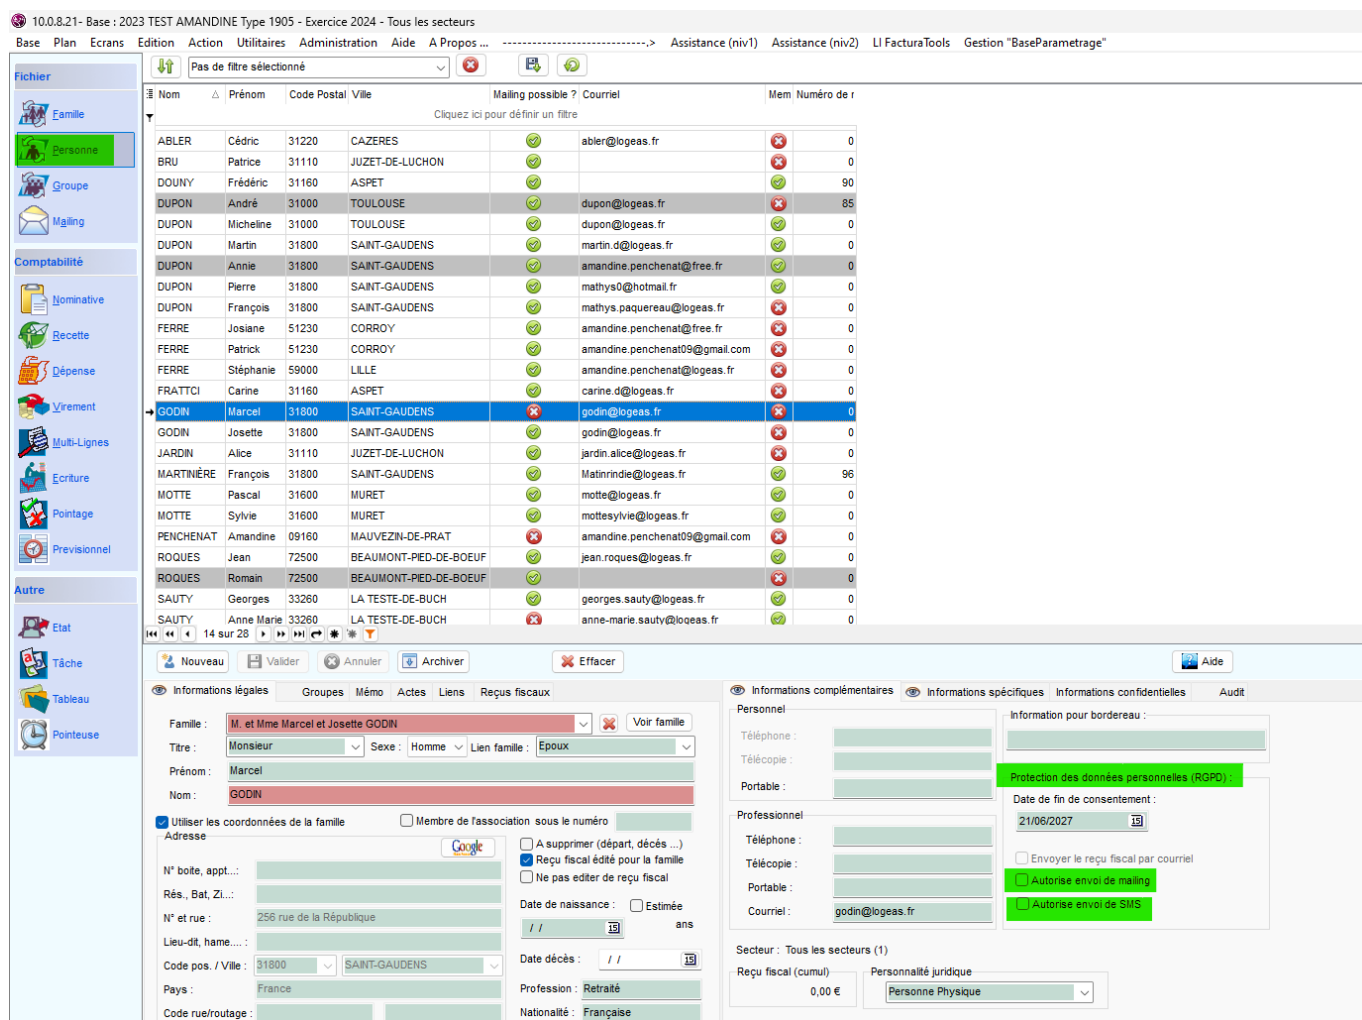 10.0.8.21- Base : 2023 TEST AMANDINE Type 1905 - Exercice 2024 - Tous les secteurs
Base Plan Ecrans Edition Action Utilitaires Administration Aide A Propos ... ----------------------------.> Assistance (niv1) Assistance (niv2) LI FacturaTools Gestion "BaseParametrage"
Pas de filtre sélectionné
Fichier
Famille
Personne
Groupe
Mailing
Comptabilité
Nominative
Recette
Dépense
Virement
Multi-Lignes
Ecriture
Pointage
Previsionnel
Autre
Etat
Tâche
Tableau
Pointeuse
Nom Prénom Code Postal Ville Mailing possible ? Courriel Mem Numéro de r
Cliquez ici pour définir un filtre
ABLER Cédric 31220 CAZERES abler@logeas.fr 0
BRU Patrice 31110 JUZET-DE-LUCHON 0
DOUNY Frédéric 31160 ASPET 90
DUPON André 31000 TOULOUSE dupon@logeas.fr 85
DUPON Micheline 31000 TOULOUSE dupon@logeas.fr 0
DUPON Martin 31800 SAINT-GAUDENS martin.d@logeas.fr 0
DUPON Annie 31800 SAINT-GAUDENS amandine.penchenat@free.fr 0
DUPON Pierre 31800 SAINT-GAUDENS mathys0@hotmail.fr 0
DUPON François 31800 SAINT-GAUDENS mathys.paquereau@logeas.fr 0
FERRE Josiane 51230 CORROY amandine.penchenat@free.fr 0
FERRE Patrick 51230 CORROY amandine.penchenat09@gmail.com 0
FERRE Stéphanie 59000 LILLE amandine.penchenat@logeas.fr 0
FRATTCI Carine 31160 ASPET carine.d@logeas.fr 0
GODIN Marcel 31800 SAINT-GAUDENS godin@logeas.fr 0
GODIN Josette 31800 SAINT-GAUDENS godin@logeas.fr 0
JARDIN Alice 31110 JUZET-DE-LUCHON jardin.alice@logeas.fr 0
MARTINIÈRE François 31800 SAINT-GAUDENS Matinrindie@logeas.fr 96
MOTTE Pascal 31600 MURET motte@logeas.fr 0
MOTTE Sylvie 31600 MURET mottesylvie@logeas.fr 0
PENCHENAT Amandine 09160 MAUVEZIN-DE-PRAT amandine.penchenat09@gmail.com 0
ROQUES Jean 72500 BEAUMONT-PIED-DE-BOEUF jean.roques@logeas.fr 0
ROQUES Romain 72500 BEAUMONT-PIED-DE-BOEUF 0
SAUTY Georges 33260 LA TESTE-DE-BUCH georges.sauty@logeas.fr 0
SAUTY Anne Marie 33260 LA TESTE-DE-BUCH anne-marie.sauty@logeas.fr 0
14 sur 28
Nouveau Valider Annuler Archiver Effacer Aide
Informations légales Groupes Mémo Actes Liens Reçus fiscaux
Famille : M. et Mme Marcel et Josette GODIN Voir famille
Titre : Monsieur Sexe : Homme Lien famille : Epoux
Prénom : Marcel
Nom : GODIN
Utiliser les coordonnées de la famille Membre de l'association sous le numéro
Adresse
Google
N° boite, appt...:
Rés., Bat, Zi...:
N° et rue : 256 rue de la République
Lieu-dit, hame.... :
Code pos. / Ville : 31800 SAINT-GAUDENS
Pays : France
Code rue/routage :
A supprimer (départ, décés ...)
Reçu fiscal édité pour la famille
Ne pas editer de reçu fiscal
Date de naissance : Estimée
/ / 15 ans
Date décès : / / 15
Profession : Retraité
Nationalité : Française
Informations complémentaires Informations spécifiques Informations confidentielles Audit
Personnel
Téléphone :
Télécopie :
Portable :
Professionnel
Téléphone :
Télécopie :
Portable :
Courriel : godin@logeas.fr
Information pour bordereau :
Protection des données personnelles (RGPD) :
Date de fin de consentement :
21/06/2027 15
Envoyer le reçu fiscal par courriel
Autorise envoi de mailing
Autorise envoi de SMS
Secteur : Tous les secteurs (1)
Reçu fiscal (cumul)
0,00 €
Personnalité juridique
Personne Physique